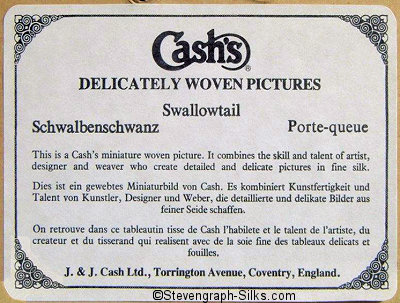 Cash's®
DELICATELY WOVEN PICTURES
Swallowtail
Schwalbenschwanz Porte-queue
This is a Cash's miniature woven picture. It combines the skill and talent of artist,
designer and weaver who create detailed and delicate pictures in fine silk.
Dies ist ein gewebtes Miniaturbild von Cash. Es kombiniert Kunstfertigkeit und
Talent von Kunstler, Designer und Weber, die detaillierte und delikate Bilder aus
feiner Seide schaffen.
On retrouve dans ce tableautin tisse de Cash l'habilete et le talent de l'artiste, du
createur et du tisserand qui realisent avec de la soie fine des tableaux delicats et
fouilles.
J. & J. Cash Ltd., Torrington Avenue, Coventry, England.
©Stevengraph-Silks.com